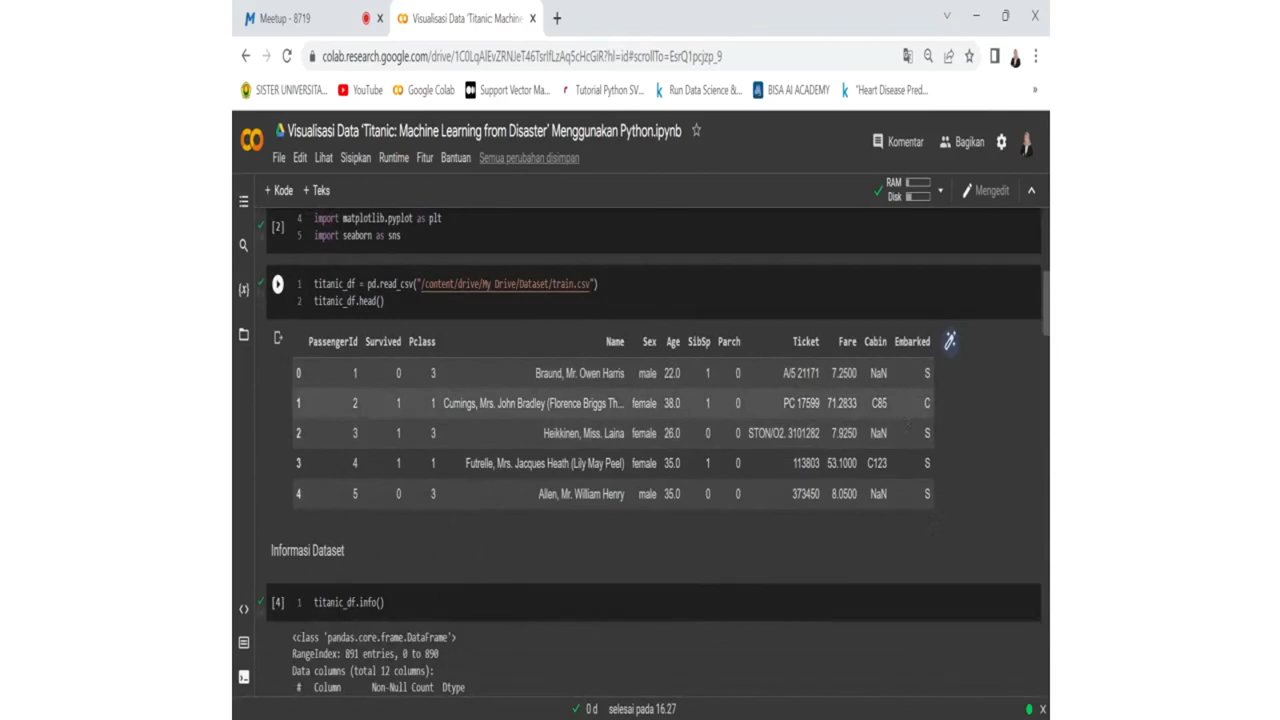 Meetup - 8719
Visualisasi Data 'Titanic: Machine
colab.research.google.com/drive/1C0LqAlEvZRNJeT46TsrlfLzAq5cHcGiR?hl=id#scrollTo=EsrQ1pcjzp_9
SISTER UNIVERSITA... YouTube Google Colab Support Vector Ma... Tutorial Python SV... Run Data Science &... BISA AI ACADEMY "Heart Disease Pred... »
Visualisasi Data 'Titanic: Machine Learning from Disaster' Menggunakan Python.ipynb
Komentar Bagikan
File Edit Lihat Sisipkan Runtime Fitur Bantuan Semua perubahan disimpan
+ Kode + Teks
RAM
Disk
Mengedit
4 import matplotlib.pyplot as plt
[2]
5 import seaborn as sns
1 titanic_df = pd.read_csv("/content/drive/My Drive/Dataset/train.csv")
2 titanic_df.head()
PassengerId Survived Pclass Name Sex Age SibSp Parch Ticket Fare Cabin Embarked
0 1 0 3 Braund, Mr. Owen Harris male 22.0 1 0 A/5 21171 7.2500 NaN S
1 2 1 1 Cumings, Mrs. John Bradley (Florence Briggs Th... female 38.0 1 0 PC 17599 71.2833 C85 C
2 3 1 3 Heikkinen, Miss. Laina female 26.0 0 0 STON/O2. 3101282 7.9250 NaN S
3 4 1 1 Futrelle, Mrs. Jacques Heath (Lily May Peel) female 35.0 1 0 113803 53.1000 C123 S
4 5 0 3 Allen, Mr. William Henry male 35.0 0 0 373450 8.0500 NaN S
Informasi Dataset
[4] 1 titanic_df.info()
<class 'pandas.core.frame.DataFrame'>
RangeIndex: 891 entries, 0 to 890
Data columns (total 12 columns):
# Column Non-Null Count Dtype
0 d selesai pada 16.27